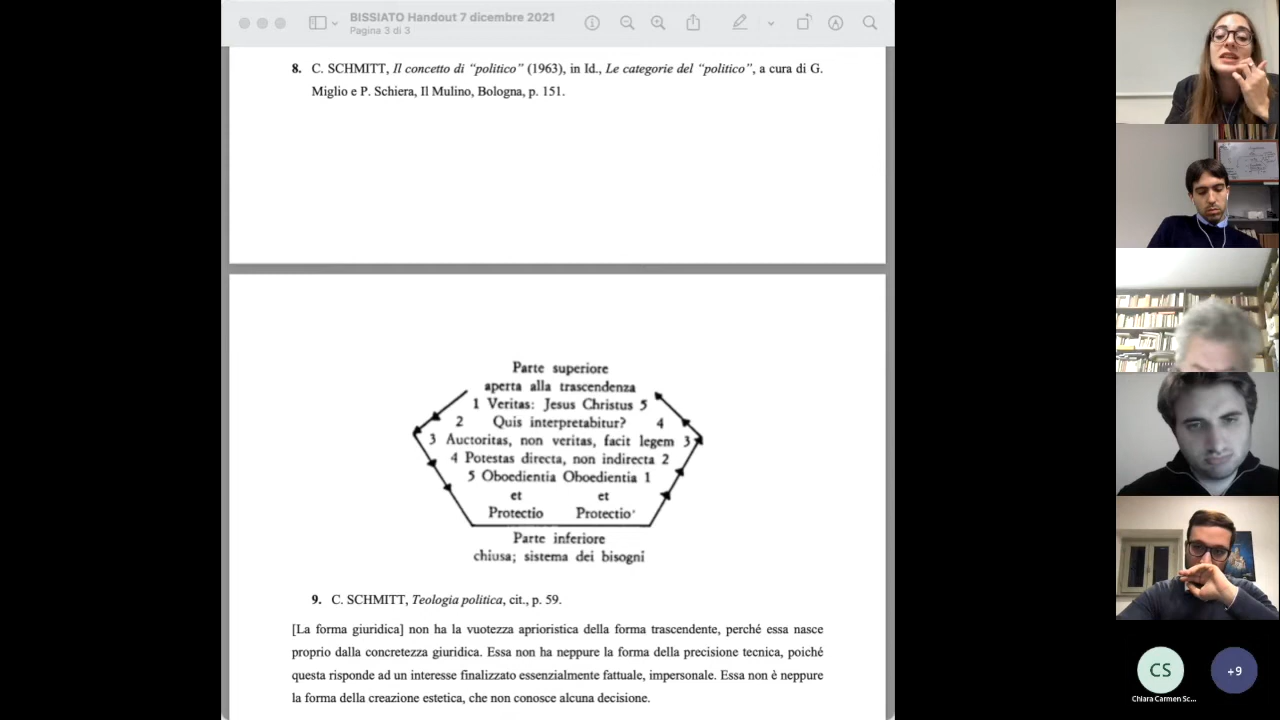 BISSIATO Handout 7 dicembre 2021
Pagina 3 di 3
8. C. SCHMITT, Il concetto di “politico” (1963), in Id., Le categorie del “politico”, a cura di G.
Miglio e P. Schiera, Il Mulino, Bologna, p. 151.
Parte superiore
aperta alla trascendenza
1 Veritas: Jesus Christus 5
2 Quis interpretabitur? 4
3 Auctoritas, non veritas, facit legem 3
4 Potestas directa, non indirecta 2
5 Oboedientia Oboedientia 1
et et
Protectio Protectio
Parte inferiore
chiusa; sistema dei bisogni
9. C. SCHMITT, Teologia politica, cit., p. 59.
[La forma giuridica] non ha la vuotezza aprioristica della forma trascendente, perché essa nasce
proprio dalla concretezza giuridica. Essa non ha neppure la forma della precisione tecnica, poiché
questa risponde ad un interesse finalizzato essenzialmente fattuale, impersonale. Essa non è neppure
la forma della creazione estetica, che non conosce alcuna decisione.
CS
Chiara Carmen Sc...
+9